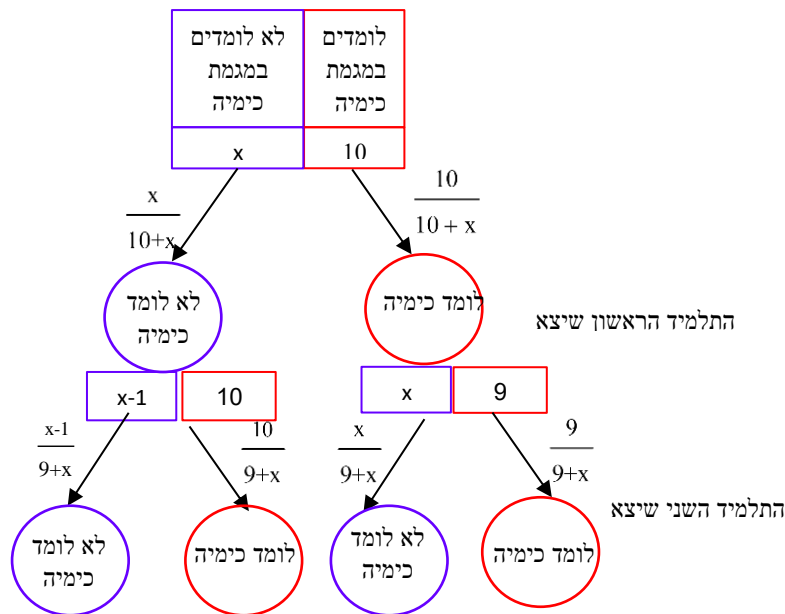 לומדים
במגמת
כימיה
לא לומדים
במגמת
כימיה
10
x
10
10 + x
x
10+x
לומד כימיה
לא לומד
כימיה
התלמיד הראשון שיצא
9
x
10
x-1
9
9+x
x
9+x
10
9+x
x-1
9+x
התלמיד השני שיצא
לומד כימיה
לא לומד
כימיה
לומד כימיה
לא לומד
כימיה